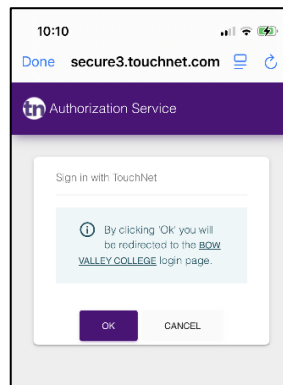 10:10
Done secure3.touchnet.com
tn Authorization Service
Sign in with TouchNet
By clicking 'Ok' you will
be redirected to the BOW
VALLEY COLLEGE login page.
OK CANCEL